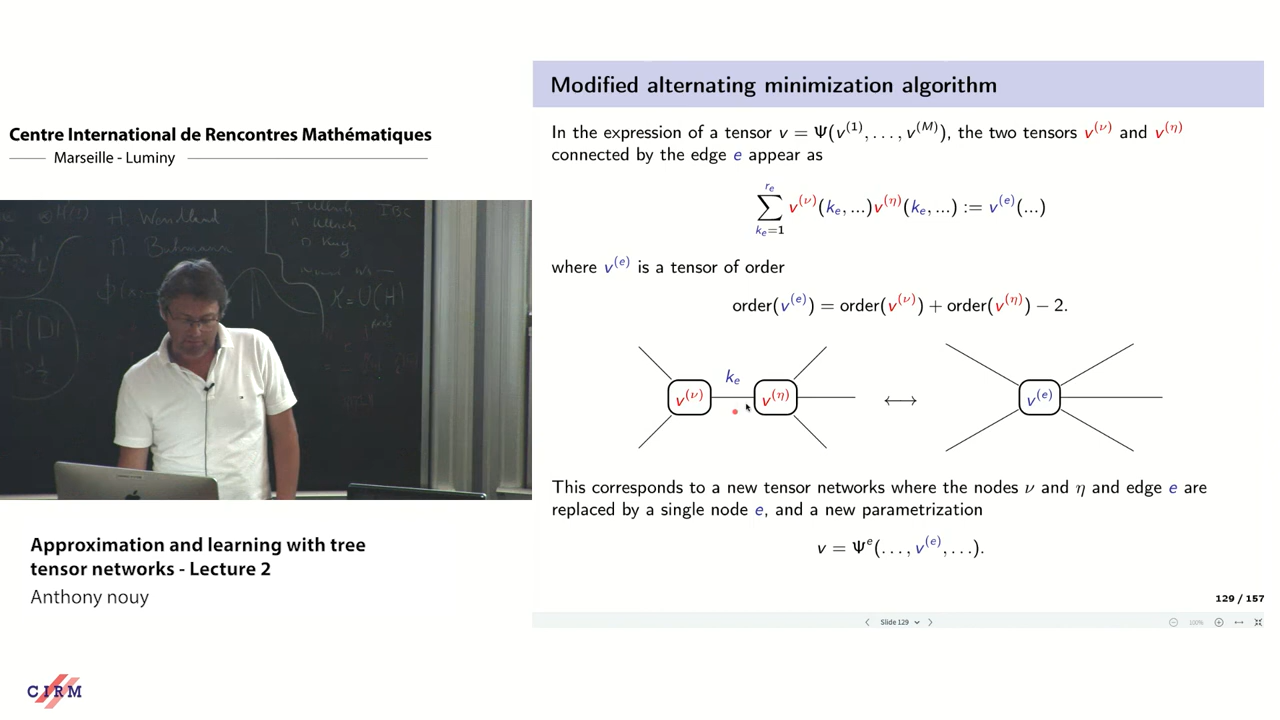 Centre International de Rencontres Mathématiques
Marseille - Luminy
H. Wendland
Approximation and learning with tree
tensor networks - Lecture 2
Anthony nouy
CIRM
Modified alternating minimization algorithm
In the expression of a tensor v = Ψ(v^(1), . . . , v^(M)), the two tensors v^(ν) and v^(η)
connected by the edge e appear as
∑_{k_e=1}^{r_e} v^(ν)(k_e, ...)v^(η)(k_e, ...) := v^(e)(...)
where v^(e) is a tensor of order
order(v^(e)) = order(v^(ν)) + order(v^(η)) − 2.
k_e
v^(ν) v^(η) ⟷ v^(e)
This corresponds to a new tensor networks where the nodes ν and η and edge e are
replaced by a single node e, and a new parametrization
v = Ψ^e(. . . , v^(e), . . .).
129 / 157
Slide 129
100%